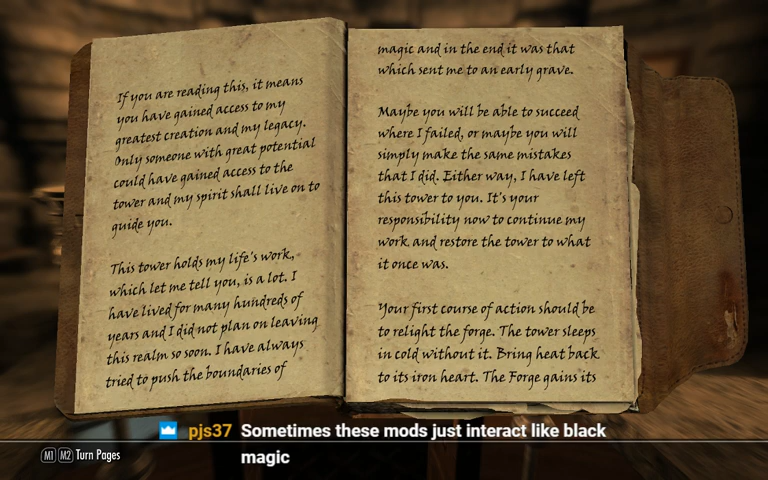 If you are reading this, it means
you have gained access to my
greatest creation and my legacy.
Only someone with great potential
could have gained access to the
tower and my spirit shall live on to
guide you.
This tower holds my life's work,
which let me tell you, is a lot. I
have lived for many hundreds of
years and I did not plan on leaving
this realm so soon. I have always
tried to push the boundaries of
magic and in the end it was that
which sent me to an early grave.
Maybe you will be able to succeed
where I failed, or maybe you will
simply make the same mistakes
that I did. Either way, I have left
this tower to you. It's your
responsibility now to continue my
work and restore the tower to what
it once was.
Your first course of action should be
to relight the forge. The tower sleeps
in cold without it. Bring heat back
to its iron heart. The Forge gains its
pjs37 Sometimes these mods just interact like black
magic
M1 M2 Turn Pages